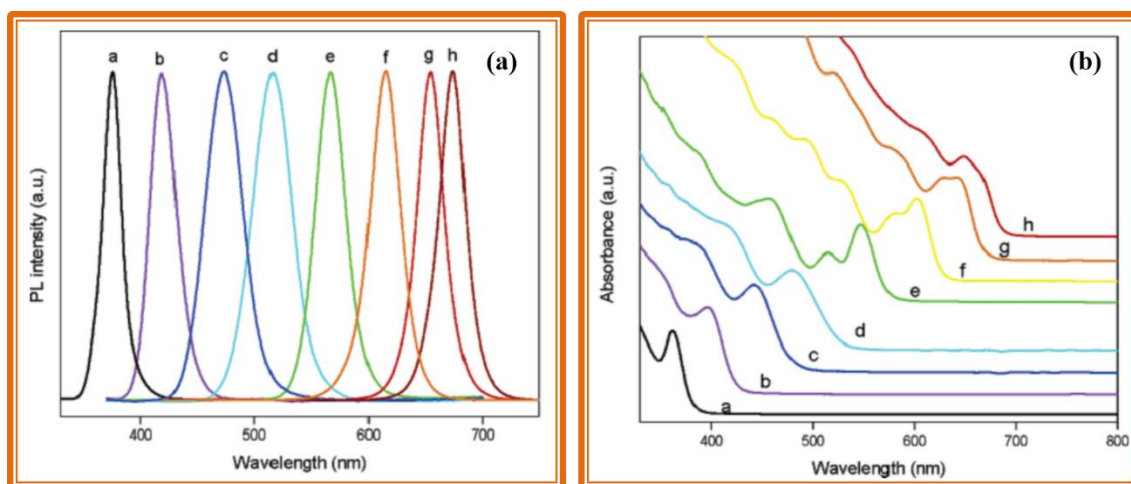 a b c d e f g h (a)
PL intensity (a.u.)
400 500 600 700
Wavelength (nm)
(b)
Absorbance (a.u.)
h
g
f
e
d
c
b
a
400 500 600 700 800
Wavelength (nm)